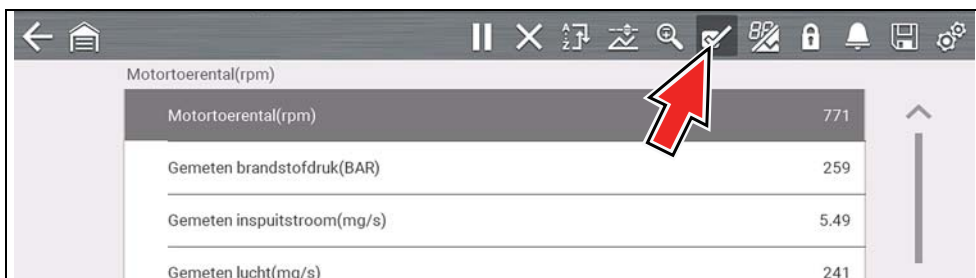 Motortoerental(rpm)
Motortoerental(rpm) 771
Gemeten brandstofdruk(BAR) 259
Gemeten inspuitstroom(mg/s) 5.49
Gemeten lucht(mg/s) 241